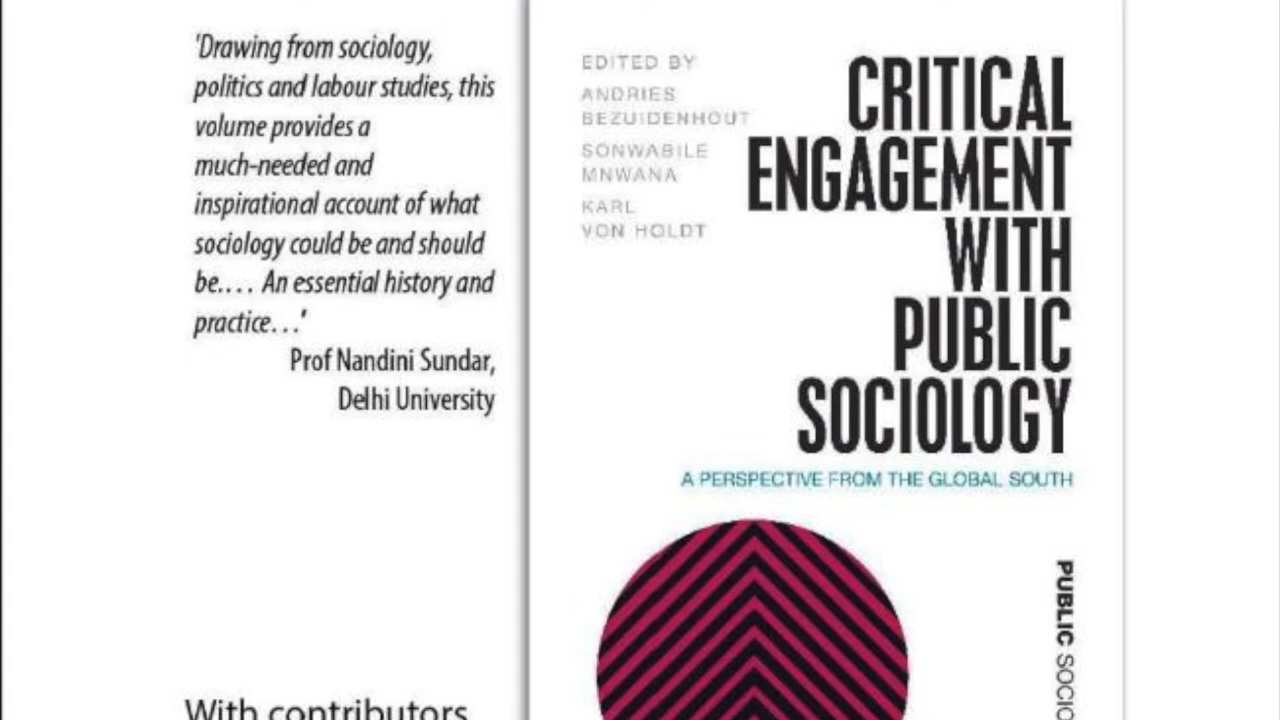 'Drawing from sociology,
politics and labour studies, this
volume provides a
much-needed and
inspirational account of what
sociology could be and should
be.... An essential history and
practice...'
Prof Nandini Sundar,
Delhi University
With contributors
EDITED BY
ANDRIES
BEZUIDENHOUT
SONWABILE
MNWANA
KARL
VON HOLDT
CRITICAL
ENGAGEMENT
WITH
PUBLIC
SOCIOLOGY
A PERSPECTIVE FROM THE GLOBAL SOUTH
PUBLIC SOCIO